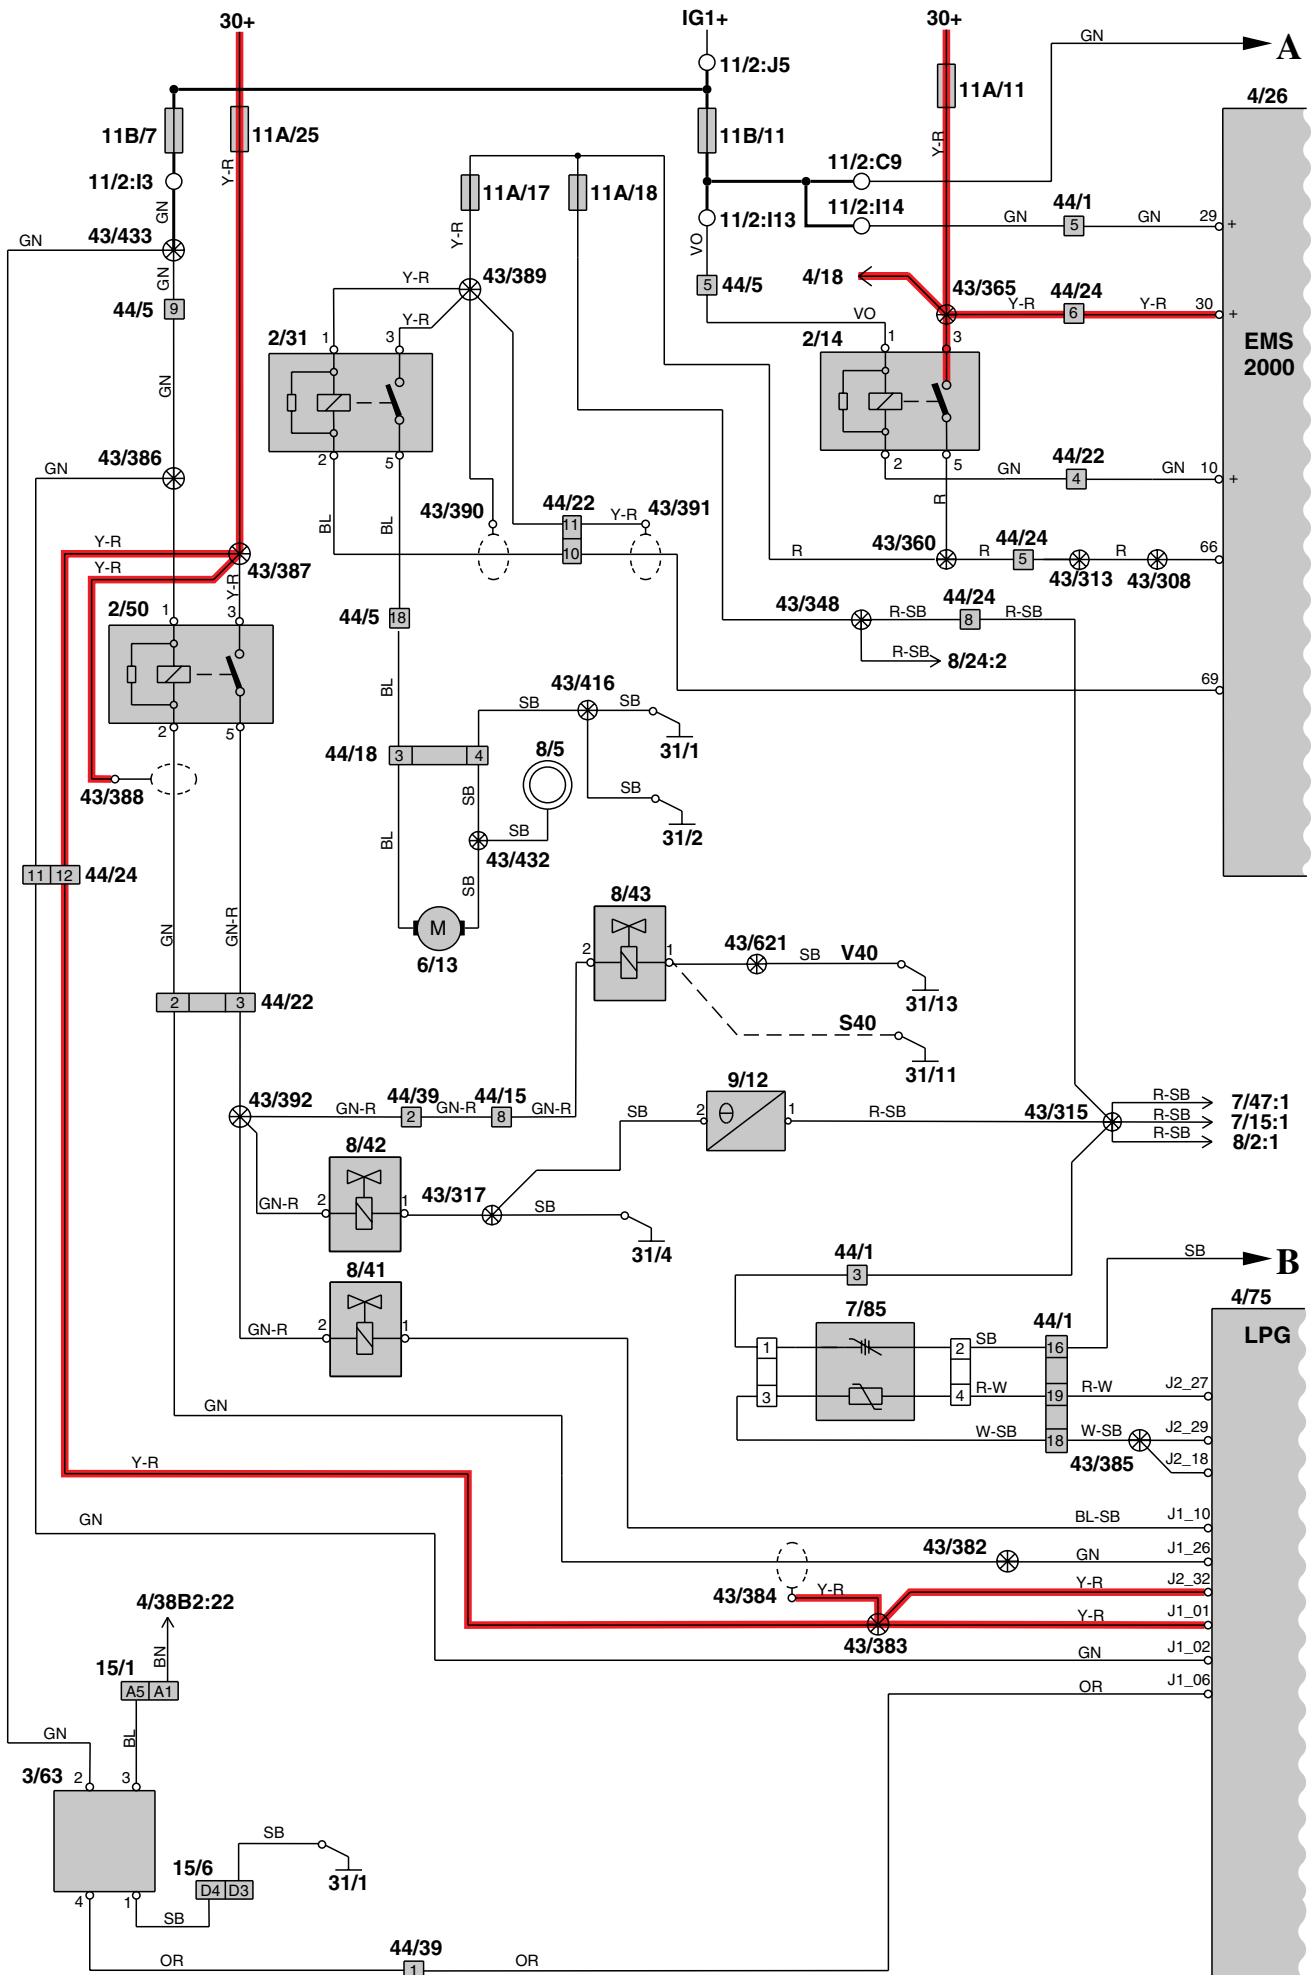 30+ IG1+ 30+
GN A
11/2:J5
11A/11 4/26
11B/7 11A/25 11B/11
Y-R
11/2:C9
11/2:I3 Y-R 11A/17 11A/18
11/2:I14 44/1
GN 11/2:I13 GN 5 GN 29 +
GN 43/433 Y-R VO
GN 43/389 4/18 43/365 44/24
Y-R 5 44/5
44/5 9 Y-R 6 Y-R 30 +
Y-R VO
2/31 1 3 2/14 1 3 EMS
2000
GN
43/386 2 5 2 5 44/22
GN GN 4 GN 10 +
BL BL 43/390 44/22 43/391 R
11 Y-R
Y-R 10 43/360 44/24
Y-R 43/387 R R 5 R 66
43/313 43/308
Y-R
2/50 1 3 44/5 18 43/348 44/24
R-SB 8 R-SB
R-SB 8/24:2
BL 69
43/416
SB SB
2 5 44/18 3 4 8/5 31/1
43/388 SB SB
BL SB 31/2
43/432
11 12 44/24 SB
8/43
M
GN GN-R 6/13 2 1 43/621 SB V40
31/13
2 3 44/22 S40
31/11
9/12
43/392 44/39 44/15 R-SB 7/47:1
GN-R 2 GN-R 8 GN-R SB 2 Θ 1 R-SB 43/315 R-SB 7/15:1
R-SB 8/2:1
8/42
GN-R 2 1 43/317 SB
31/4
44/1 SB B
8/41 3
7/85 4/75
GN-R 2 1 44/1 LPG
1 2 SB 16
3 4 R-W 19 R-W J2_27
GN W-SB 18 W-SB J2_29
43/385 J2_18
Y-R
GN BL-SB J1_10
43/382 GN J1_26
43/384 Y-R Y-R J2_32
4/38B2:22 Y-R J1_01
43/383
BN GN J1_02
15/1
A5 A1 OR J1_06
GN BL
3/63 2 3
SB
15/6 31/1
4 1 D4 D3
SB
44/39
OR 1 OR